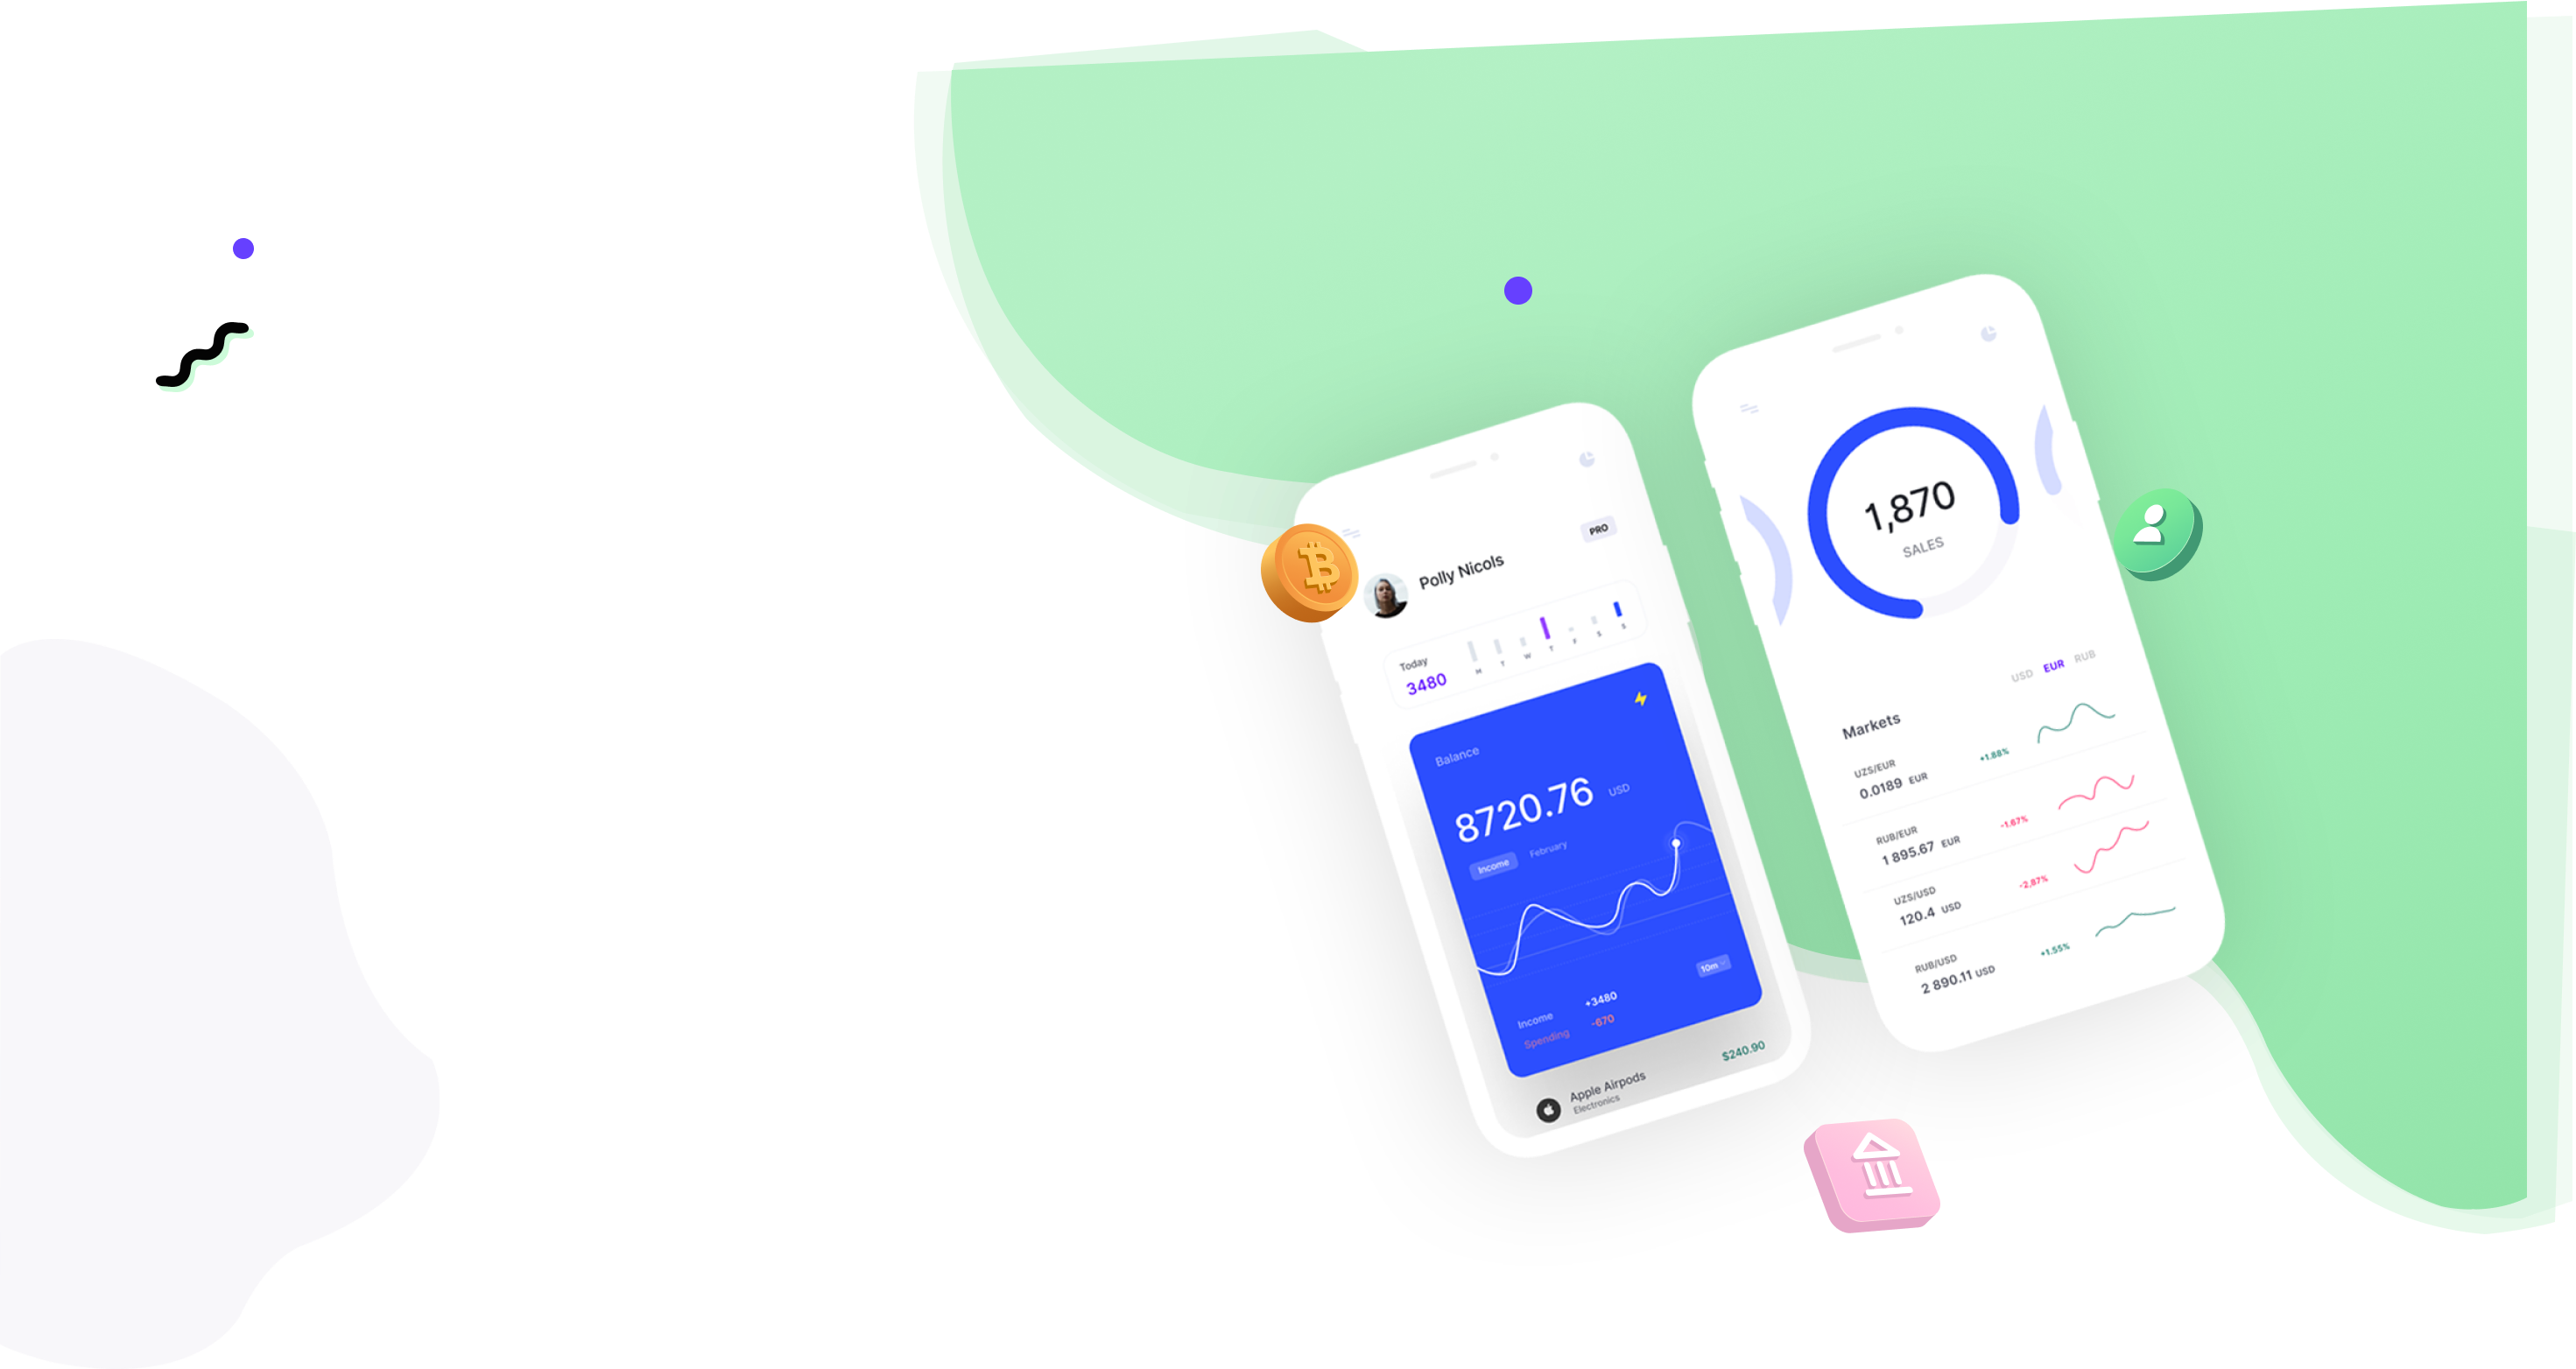 PRO
Polly Nicols
Today
3480
M T W T F S S
Balance
8720.76 USD
Income February
10m
Income +3480
Spending -670
Apple Airpods $240.90
Electronics
1,870
SALES
USD EUR RUB
Markets
UZS/EUR
0.0189 EUR +1.88%
RUB/EUR
1 895.67 EUR -1.67%
UZS/USD
120.4 USD -2,87%
RUB/USD
2 890.11 USD +1.55%